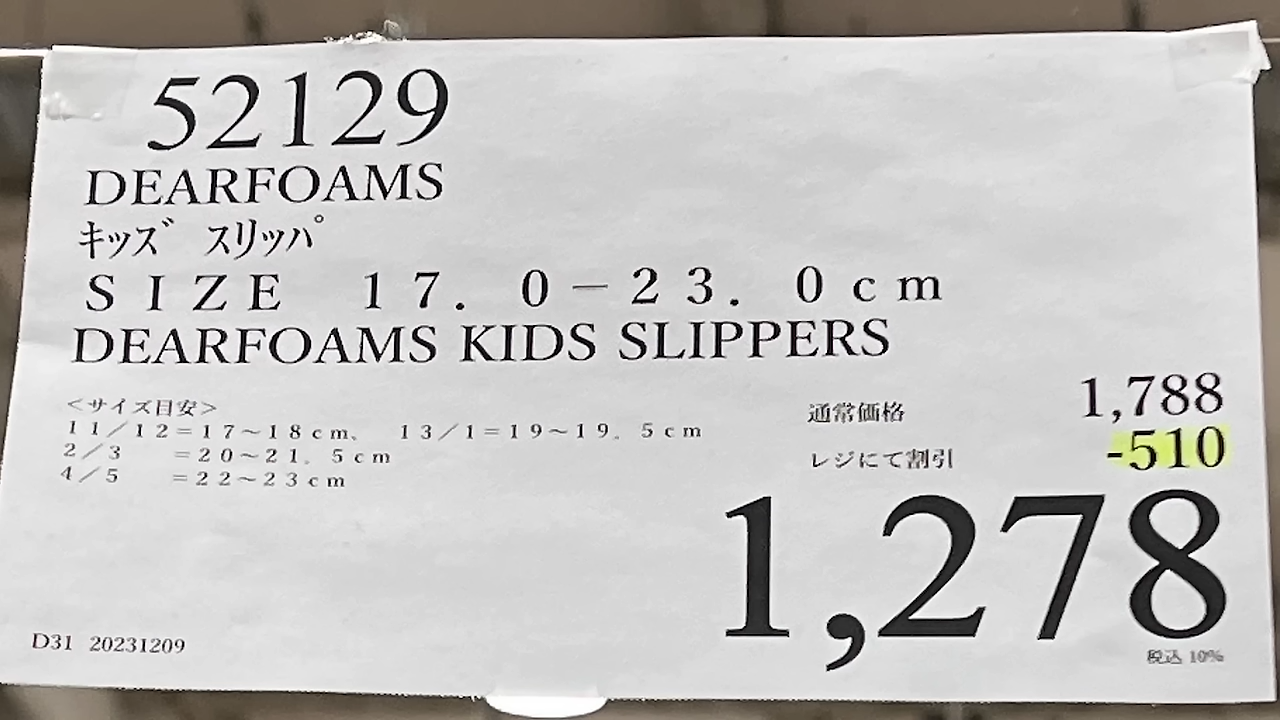 52129
DEARFOAMS
キッズ スリッパ
ＳＩＺＥ　１７．０－２３．０ｃｍ
DEARFOAMS KIDS SLIPPERS
＜サイズ目安＞
１１／１２＝１７～１８ｃｍ、　１３／１＝１９～１９．５ｃｍ
２／３　　＝２０～２１．５ｃｍ
４／５　　＝２２～２３ｃｍ
通常価格 1,788
レジにて割引 -510
1,278
税込 10%
D31 20231209